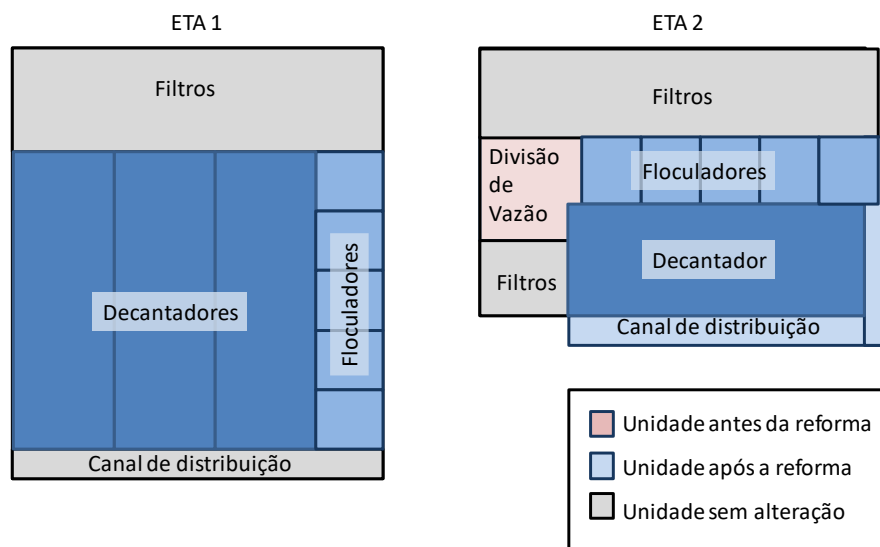 ETA 1
Filtros
Decantadores
Floculadores
Canal de distribuição
ETA 2
Filtros
Divisão
de
Vazão
Floculadores
Filtros
Decantador
Canal de distribuição
Unidade antes da reforma
Unidade após a reforma
Unidade sem alteração